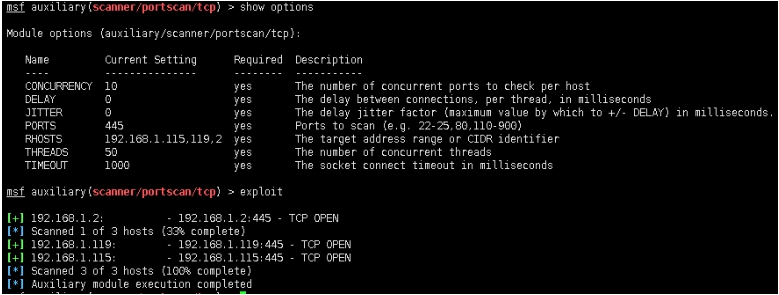 msf auxiliary(scanner/portscan/tcp) > show options
Module options (auxiliary/scanner/portscan/tcp):
Name Current Setting Required Description
---- --------------- -------- -----------
CONCURRENCY 10 yes The number of concurrent ports to check per host
DELAY 0 yes The delay between connections, per thread, in milliseconds
JITTER 0 yes The delay jitter factor (maximum value by which to +/- DELAY) in milliseconds.
PORTS 445 yes Ports to scan (e.g. 22-25,80,110-900)
RHOSTS 192.168.1.115,119,2 yes The target address range or CIDR identifier
THREADS 50 yes The number of concurrent threads
TIMEOUT 1000 yes The socket connect timeout in milliseconds
msf auxiliary(scanner/portscan/tcp) > exploit
[+] 192.168.1.2: - 192.168.1.2:445 - TCP OPEN
[*] Scanned 1 of 3 hosts (33% complete)
[+] 192.168.1.119: - 192.168.1.119:445 - TCP OPEN
[+] 192.168.1.115: - 192.168.1.115:445 - TCP OPEN
[*] Scanned 3 of 3 hosts (100% complete)
[*] Auxiliary module execution completed